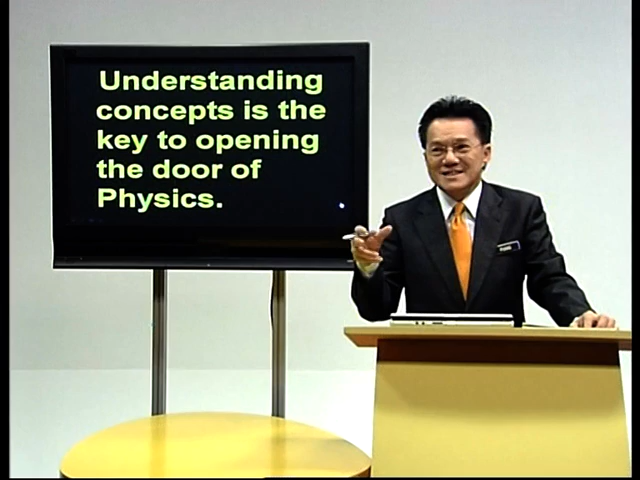 Understanding
concepts is the
key to opening
the door of
Physics.